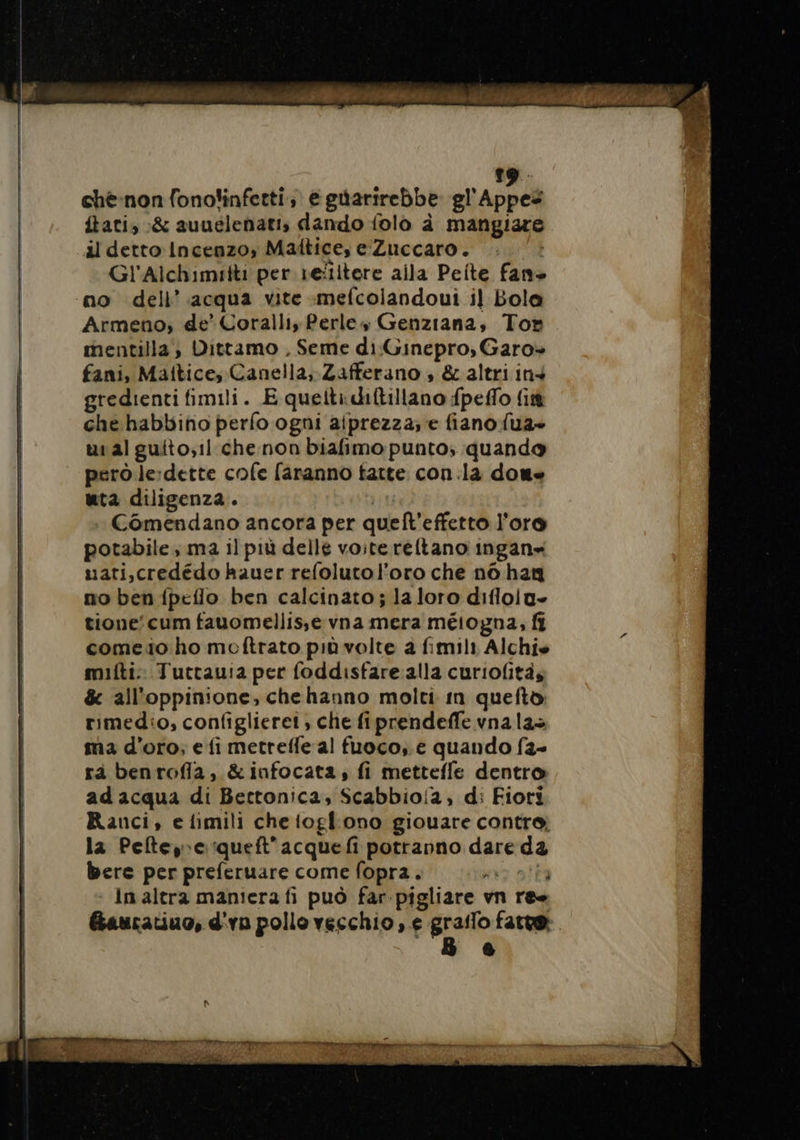 19
che non ſono infetti, e guarirebbe gl'Appe-
ſtati, & auuelenati, dando ſolo à mangiare
il detto Incenzo, Maſtice, e Zuccaro.
Gl'Alchimiſti per reſiſtere alla Peſte fan-
no dell' acqua vite meſcolandoui il Bolo
Armeno, de' Coralli, Perle, Genziana, Tor
mentilla, Dittamo, Seme di Ginepro, Garo-
fani, Maſtice, Canella, Zafferano, & altri in-
gredienti ſimili. E queſti diſtillano ſpeſſo fin
che habbino perſo ogni aſprezza, e ſiano ſua-
ui al guſto, il che non biaſimo punto, quando
però le dette coſe ſaranno fatte con la dou-
uta diligenza.
Cōmendano ancora per queſt'effetto l'oro
potabile, ma il più delle volte reſtano ingan-
nati, credēdo hauer reſoluto l'oro che nō han
no ben ſpeſſo ben calcinato; la loro diſſolu-
tione cum fauomellis, e vna mera mēzogna, ſi
come io ho moſtrato più volte a ſimili Alchi-
miſti. Tuttauia per ſoddisfare alla curioſità,
& all'oppinione, che hanno molti in queſto
rimedio, conſiglierei, che ſi prendeſſe vna la-
ma d'oro, e ſi metteſſe al fuoco, e quando ſa-
rà ben roſſa, & infocata, ſi metteſſe dentro
ad acqua di Bettonica, Scabbioſa, di Fiori
Ranci, e ſimili che ſogliono giouare contro
la Peſte, e queſt' acque ſi potranno dare da
bere per preſeruare come ſopra.
In altra maniera ſi può far pigliare vn re-
ſtauratiuo, d'vn pollo vecchio, e graſſo fatto
B